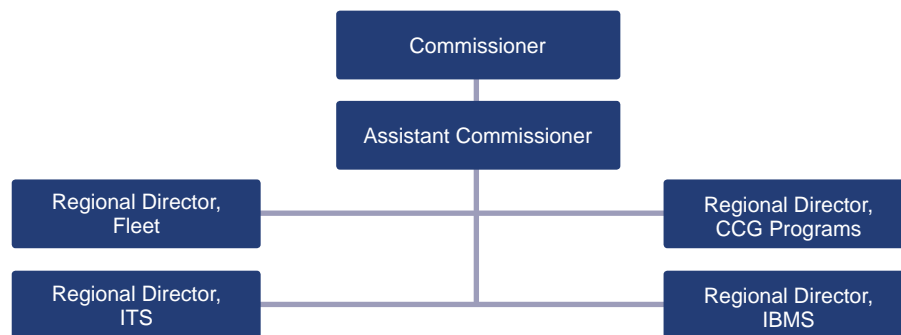 Commissioner
Assistant Commissioner
Regional Director,
Fleet
Regional Director,
CCG Programs
Regional Director,
ITS
Regional Director,
IBMS